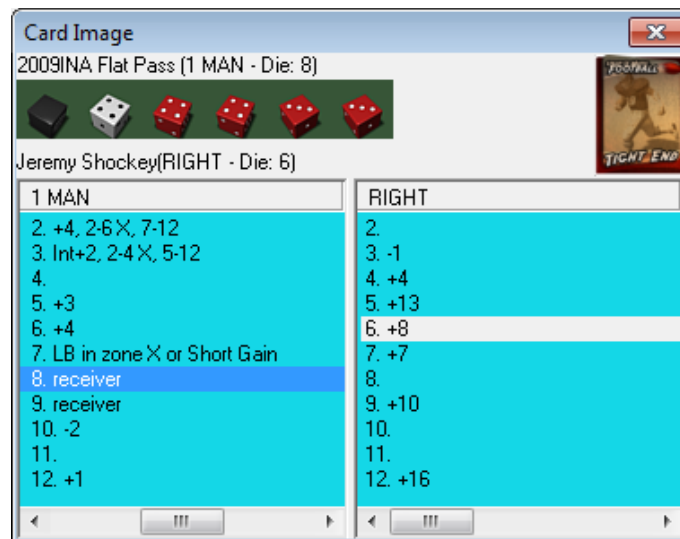 Card Image
2009INA Flat Pass (1 MAN - Die: 8)
FOOTBALL
TIGHT END
Jeremy Shockey(RIGHT - Die: 6)
1 MAN
2. +4, 2-6 X, 7-12
3. Int+2, 2-4 X, 5-12
4.
5. +3
6. +4
7. LB in zone X or Short Gain
8. receiver
9. receiver
10. -2
11.
12. +1
RIGHT
2.
3. -1
4. +4
5. +13
6. +8
7. +7
8.
9. +10
10.
11.
12. +16